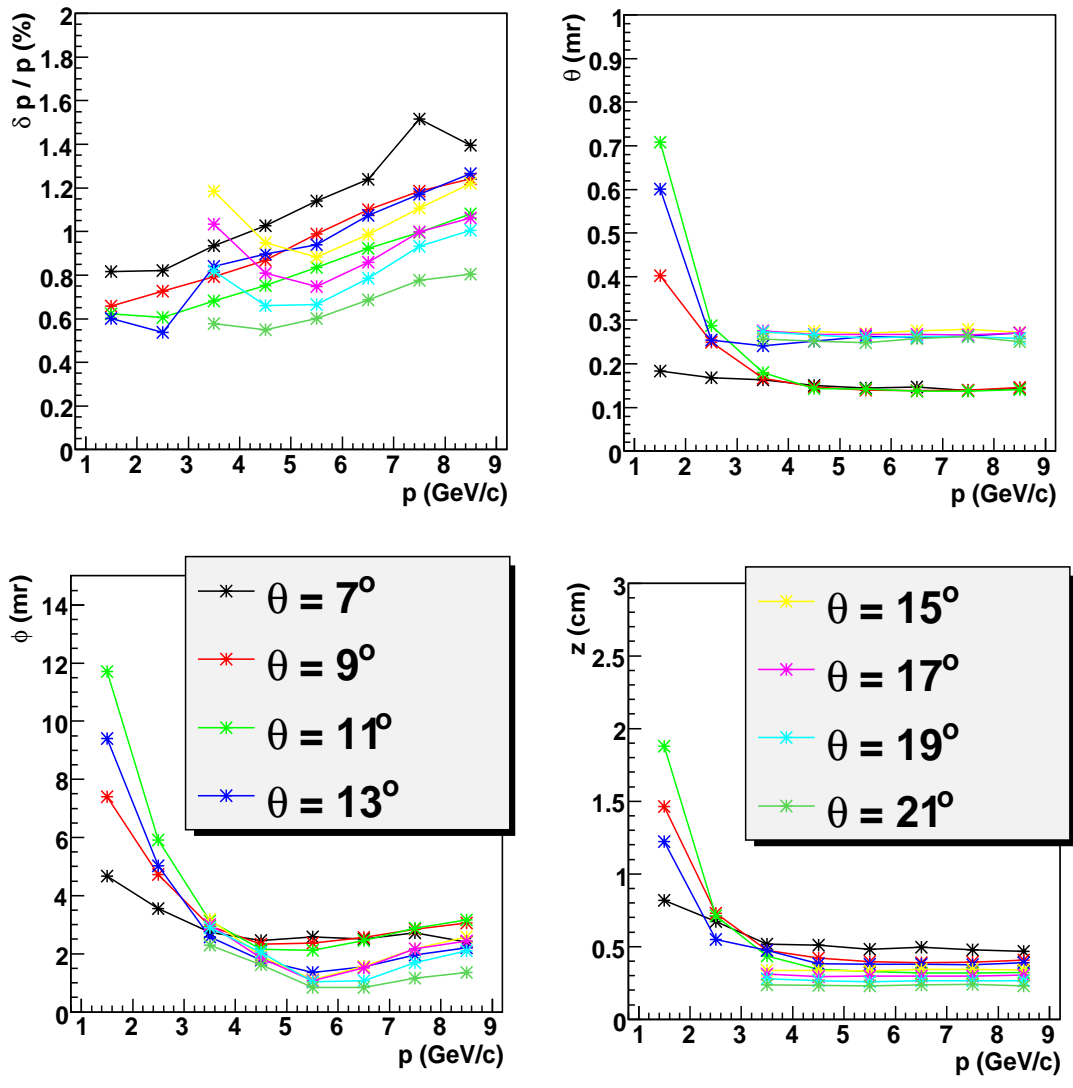 δ p / p (%)
2
1.8
1.6
1.4
1.2
1
0.8
0.6
0.4
0.2
0
1 2 3 4 5 6 7 8 9
p (GeV/c)
θ (mr)
1
0.9
0.8
0.7
0.6
0.5
0.4
0.3
0.2
0.1
0
1 2 3 4 5 6 7 8 9
p (GeV/c)
ϕ (mr)
14
12
10
8
6
4
2
0
1 2 3 4 5 6 7 8 9
p (GeV/c)
θ = 7°
θ = 9°
θ = 11°
θ = 13°
z (cm)
3
2.5
2
1.5
1
0.5
0
1 2 3 4 5 6 7 8 9
p (GeV/c)
θ = 15°
θ = 17°
θ = 19°
θ = 21°